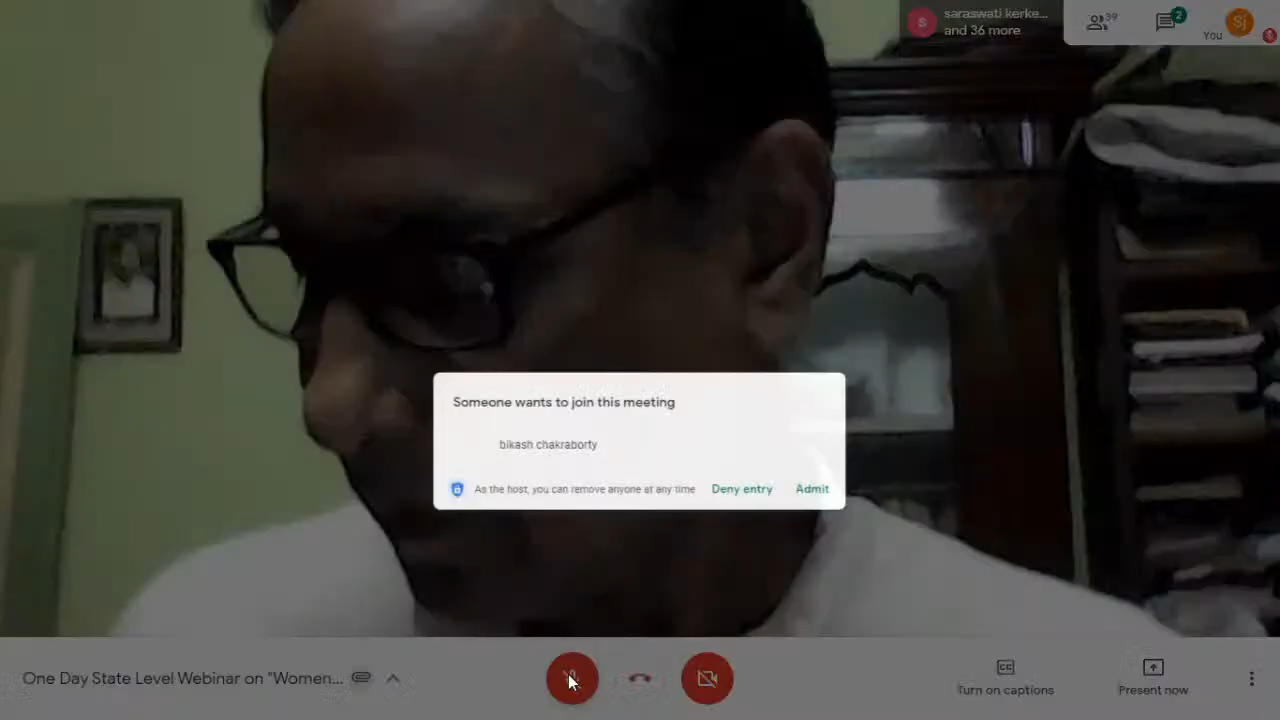 saraswati kerke...
and 36 more
S
39
2
You
Sj
Someone wants to join this meeting
bikash chakraborty
As the host, you can remove anyone at any time
Deny entry
Admit
One Day State Level Webinar on "Women...
CC
Turn on captions
Present now